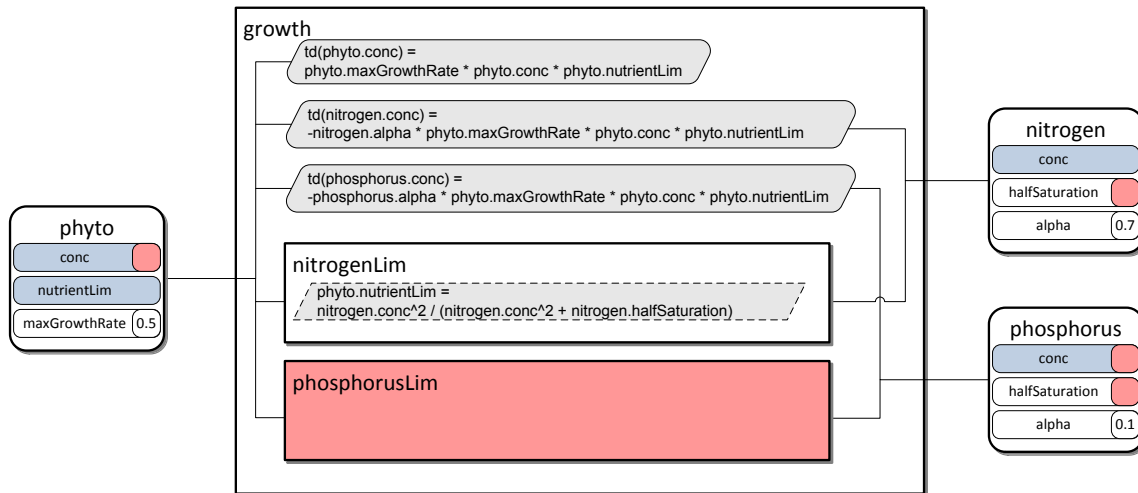 growth
td(phyto.conc) =
phyto.maxGrowthRate * phyto.conc * phyto.nutrientLim
td(nitrogen.conc) =
-nitrogen.alpha * phyto.maxGrowthRate * phyto.conc * phyto.nutrientLim
td(phosphorus.conc) =
-phosphorus.alpha * phyto.maxGrowthRate * phyto.conc * phyto.nutrientLim
nitrogenLim
phyto.nutrientLim =
nitrogen.conc^2 / (nitrogen.conc^2 + nitrogen.halfSaturation)
phosphorusLim
phyto
conc
nutrientLim
maxGrowthRate 0.5
nitrogen
conc
halfSaturation
alpha 0.7
phosphorus
conc
halfSaturation
alpha 0.1